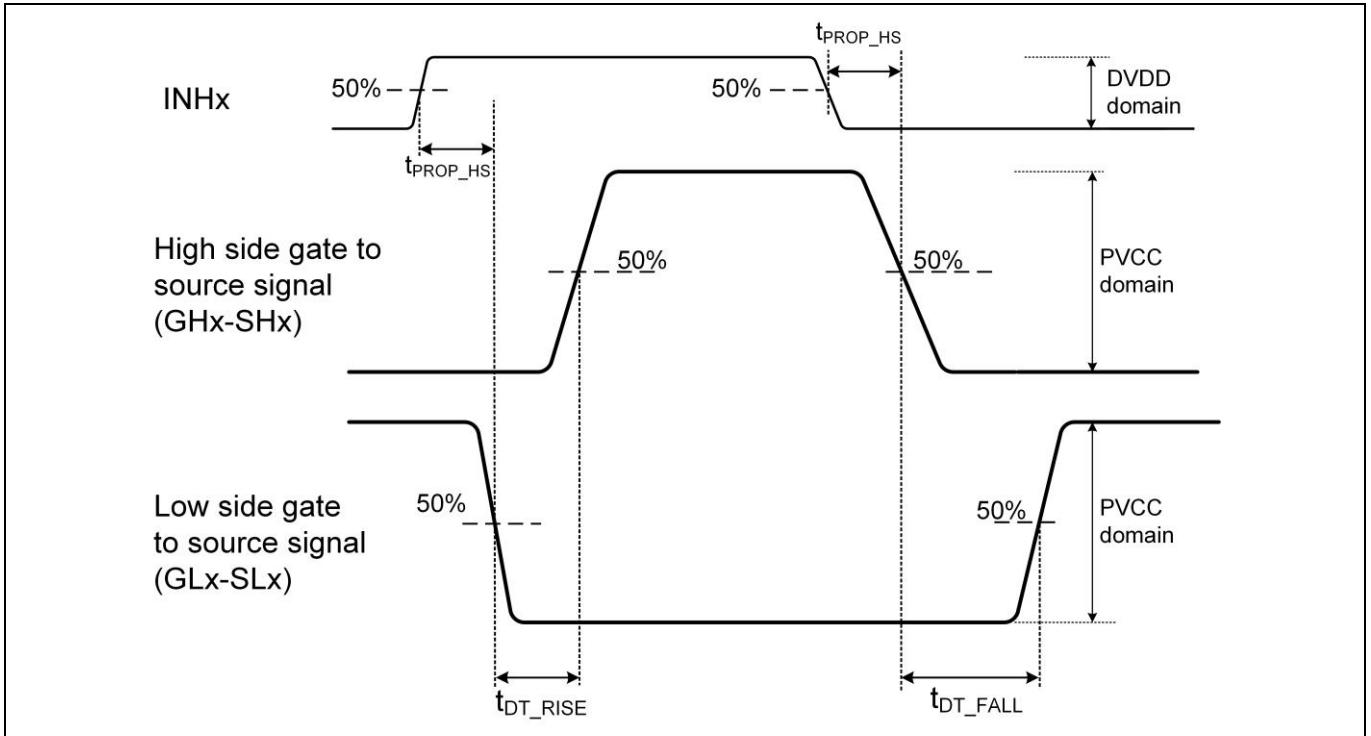 tPROP_HS
INHx
50%
50%
DVDD
domain
tPROP_HS
High side gate to
source signal
(GHx-SHx)
50%
50%
PVCC
domain
Low side gate
to source signal
(GLx-SLx)
50%
50%
PVCC
domain
tDT_RISE
tDT_FALL